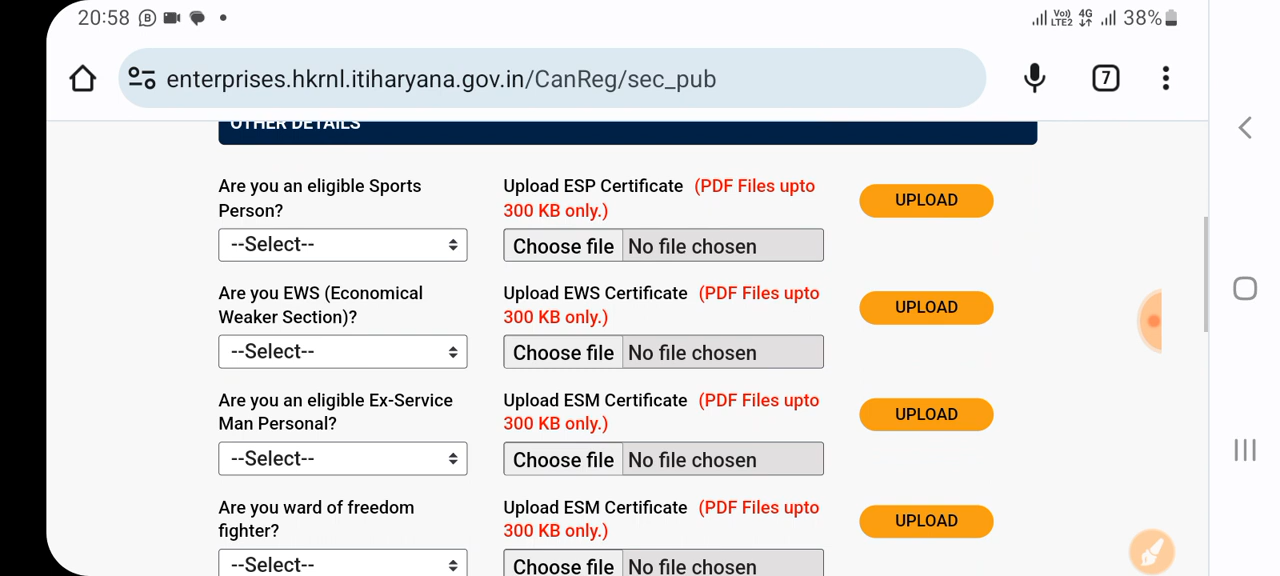 20:58
Vo)) LTE2 4G 38%
enterprises.hkrnl.itiharyana.gov.in/CanReg/sec_pub
7
OTHER DETAILS
Are you an eligible Sports Person?
Upload ESP Certificate (PDF Files upto 300 KB only.)
UPLOAD
--Select--
Choose file No file chosen
Are you EWS (Economical Weaker Section)?
Upload EWS Certificate (PDF Files upto 300 KB only.)
UPLOAD
--Select--
Choose file No file chosen
Are you an eligible Ex-Service Man Personal?
Upload ESM Certificate (PDF Files upto 300 KB only.)
UPLOAD
--Select--
Choose file No file chosen
Are you ward of freedom fighter?
Upload ESM Certificate (PDF Files upto 300 KB only.)
UPLOAD
--Select--
Choose file No file chosen